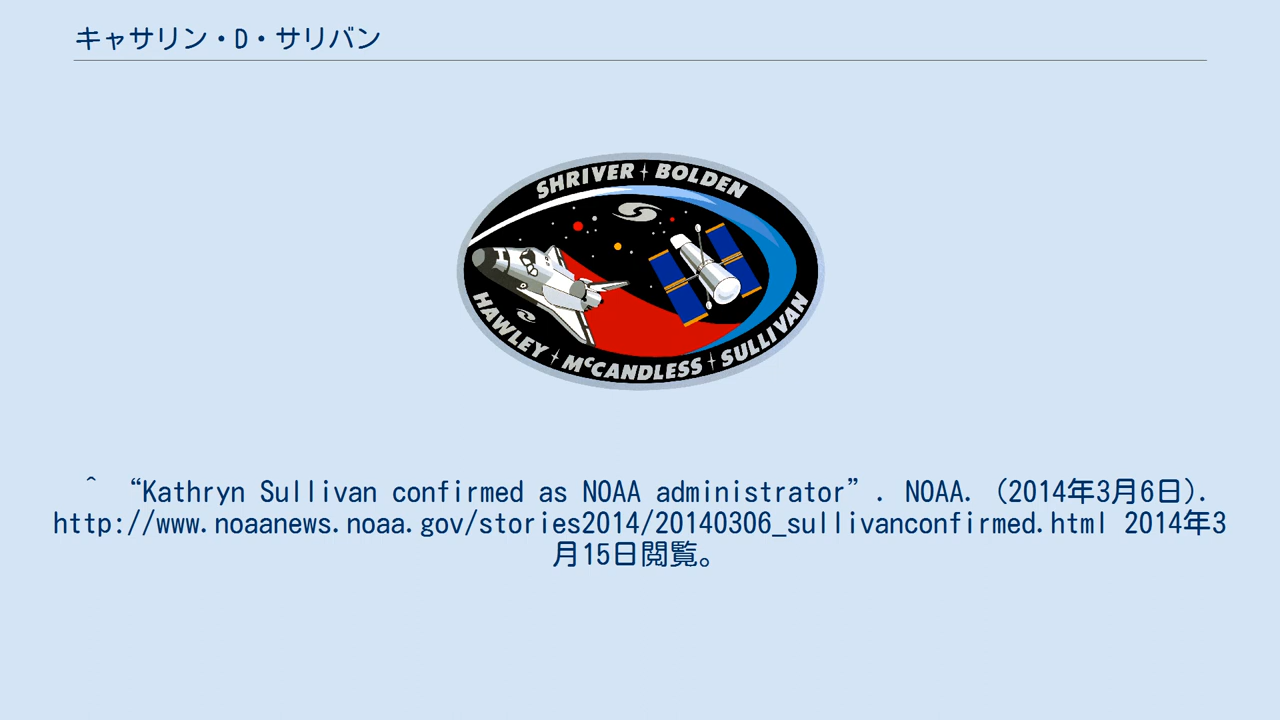 キャサリン・D・サリバン
SHRIVER BOLDEN
HAWLEY McCANDLESS SULLIVAN
^ “Kathryn Sullivan confirmed as NOAA administrator”. NOAA. (2014年3月6日).
http://www.noaanews.noaa.gov/stories2014/20140306_sullivanconfirmed.html 2014年3
月15日閲覧。